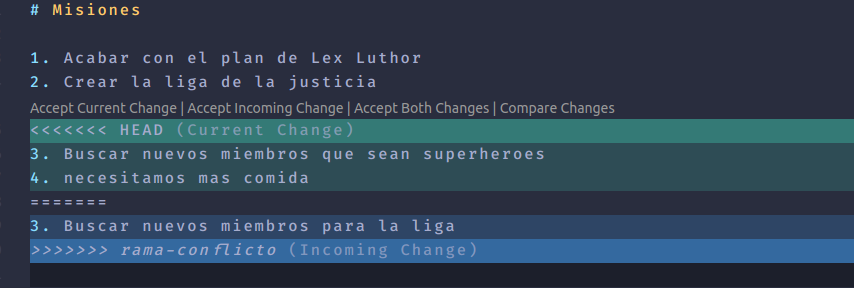 # Misiones
1. Acabar con el plan de Lex Luthor
2. Crear la liga de la justicia
Accept Current Change | Accept Incoming Change | Accept Both Changes | Compare Changes
<<<<<<< HEAD (Current Change)
3. Buscar nuevos miembros que sean superheroes
4. necesitamos mas comida
=======
3. Buscar nuevos miembros para la liga
>>>>>>> rama-conflicto (Incoming Change)